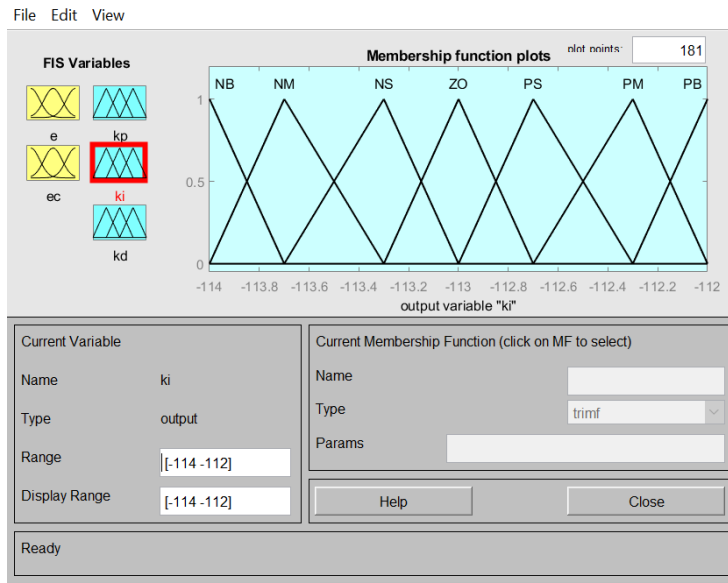 File Edit View
FIS Variables
e
kp
ec
ki
kd
Membership function plots
plot points:
181
NB NM NS ZO PS PM PB
1
0.5
0
-114 -113.8 -113.6 -113.4 -113.2 -113 -112.8 -112.6 -112.4 -112.2 -112
output variable "ki"
Current Variable
Name ki
Type output
Range [-114 -112]
Display Range [-114 -112]
Current Membership Function (click on MF to select)
Name
Type trimf
Params
Help Close
Ready